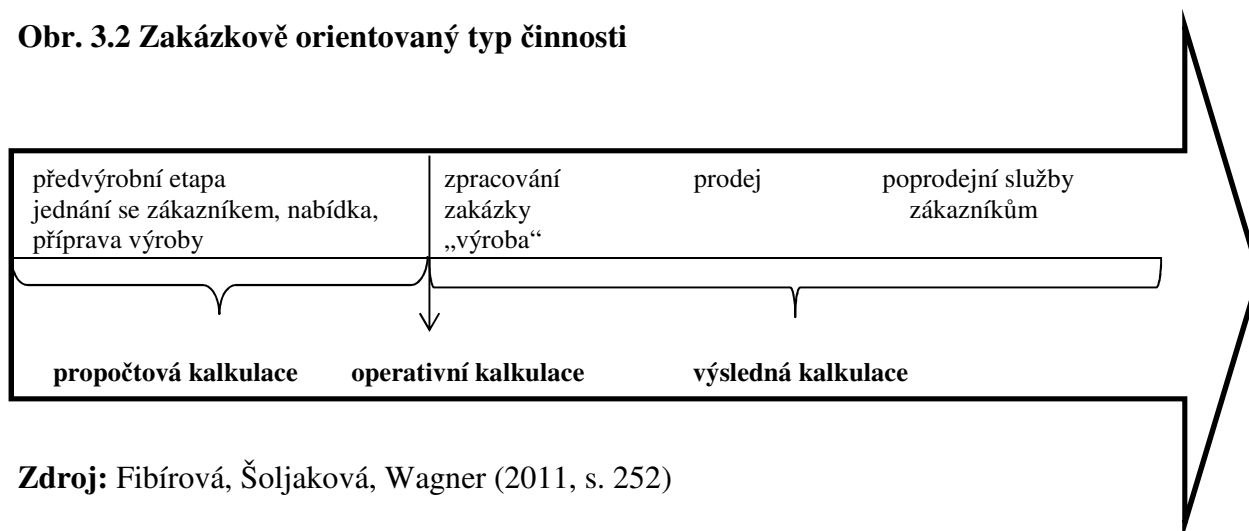 Obr. 3.2 Zakázkově orientovaný typ činnosti
předvýrobní etapa
jednání se zákazníkem, nabídka,
příprava výroby
zpracování
zakázky
„výroba“
prodej
poprodejní služby
zákazníkům
propočtová kalkulace
operativní kalkulace
výsledná kalkulace
Zdroj: Fibírová, Šoljaková, Wagner (2011, s. 252)